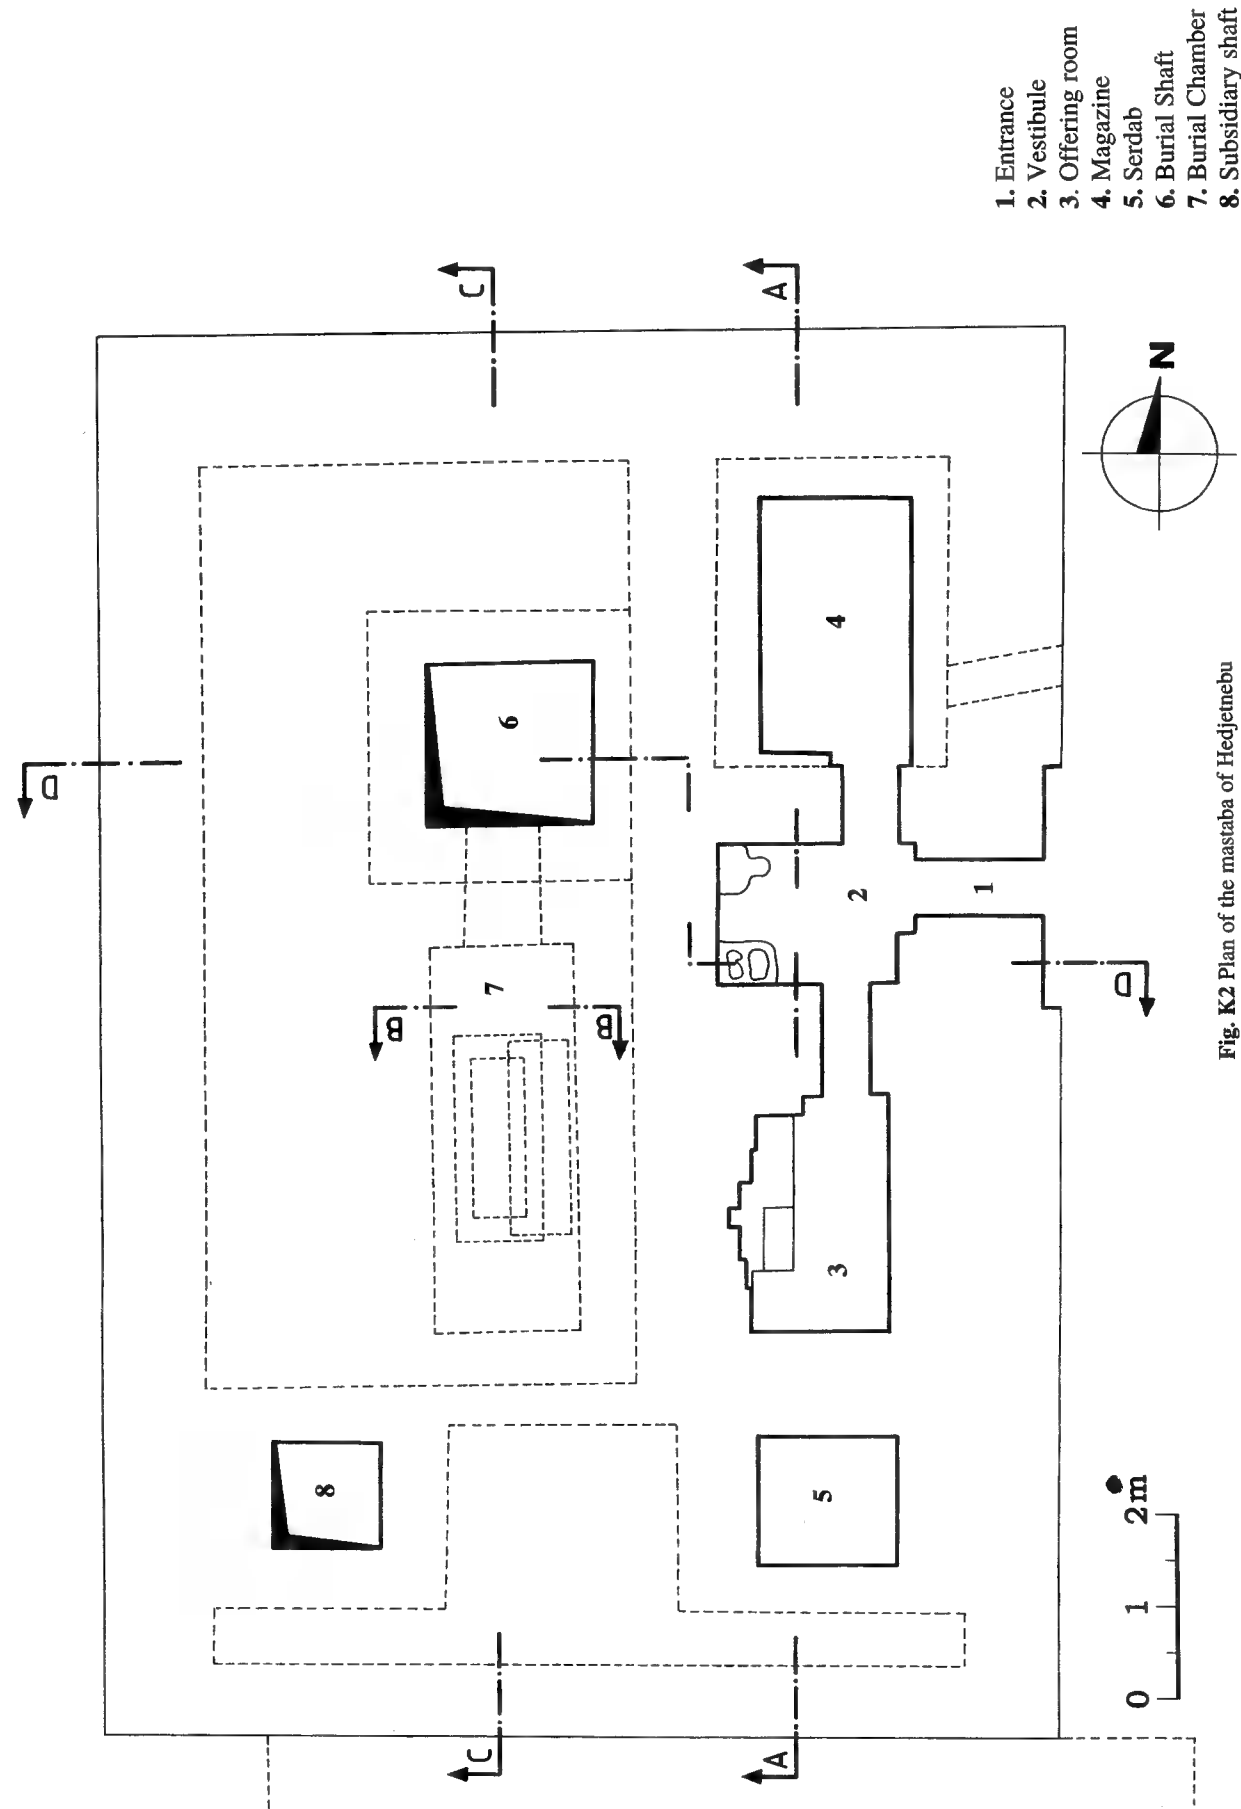 1. Entrance
2. Vestibule
3. Offering room
4. Magazine
5. Serdab
6. Burial Shaft
7. Burial Chamber
8. Subsidiary shaft
C
A
N
D
6
4
2
1
D
7
B
B
3
8
5
C
A
0 1 2m
Fig. K2 Plan of the mastaba of Hedjetnebu